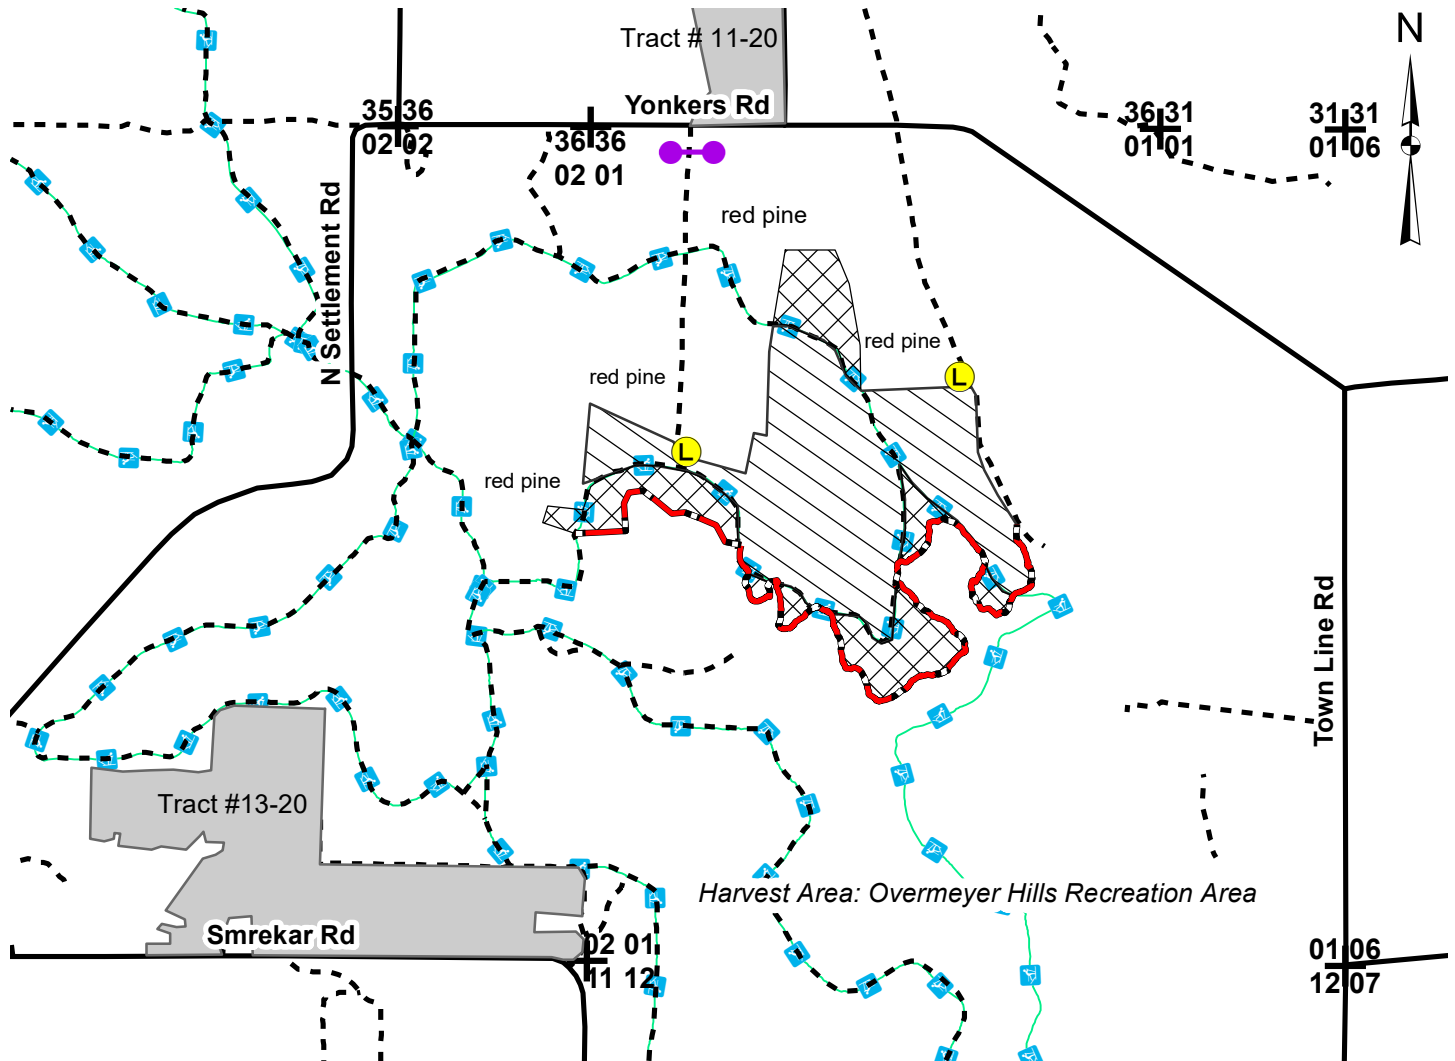 Tract # 11-20
N
Yonkers Rd
35 36
02 02
36 36
02 01
36 31
01 01
31 31
01 06
N Settlement Rd
red pine
red pine
red pine
red pine
L
L
Town Line Rd
Tract #13-20
Harvest Area: Overmeyer Hills Recreation Area
Smrekar Rd
02 01
11 12
01 06
12 07